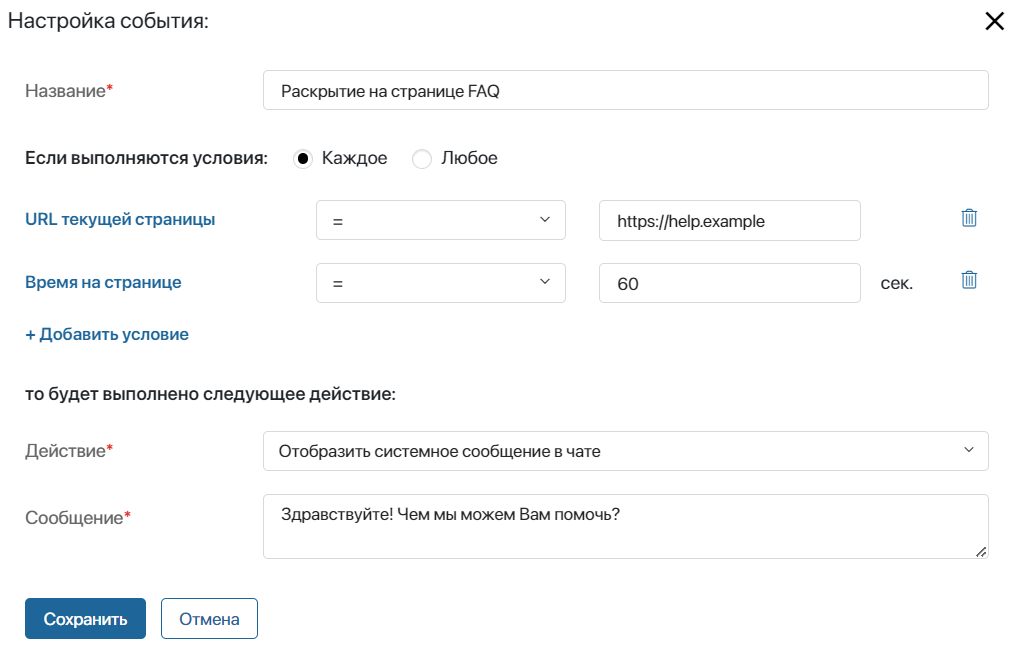 Настройка события:
Название* Раскрытие на странице FAQ
Если выполняются условия: Каждое Любое
URL текущей страницы = https://help.example
Время на странице = 60 сек.
+ Добавить условие
то будет выполнено следующее действие:
Действие* Отобразить системное сообщение в чате
Сообщение* Здравствуйте! Чем мы можем Вам помочь?
Сохранить Отмена